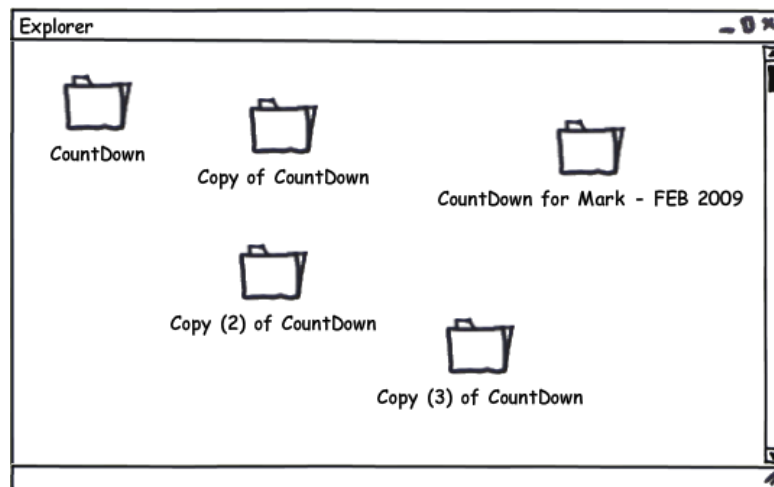 Explorer
CountDown
Copy of CountDown
CountDown for Mark - FEB 2009
Copy (2) of CountDown
Copy (3) of CountDown